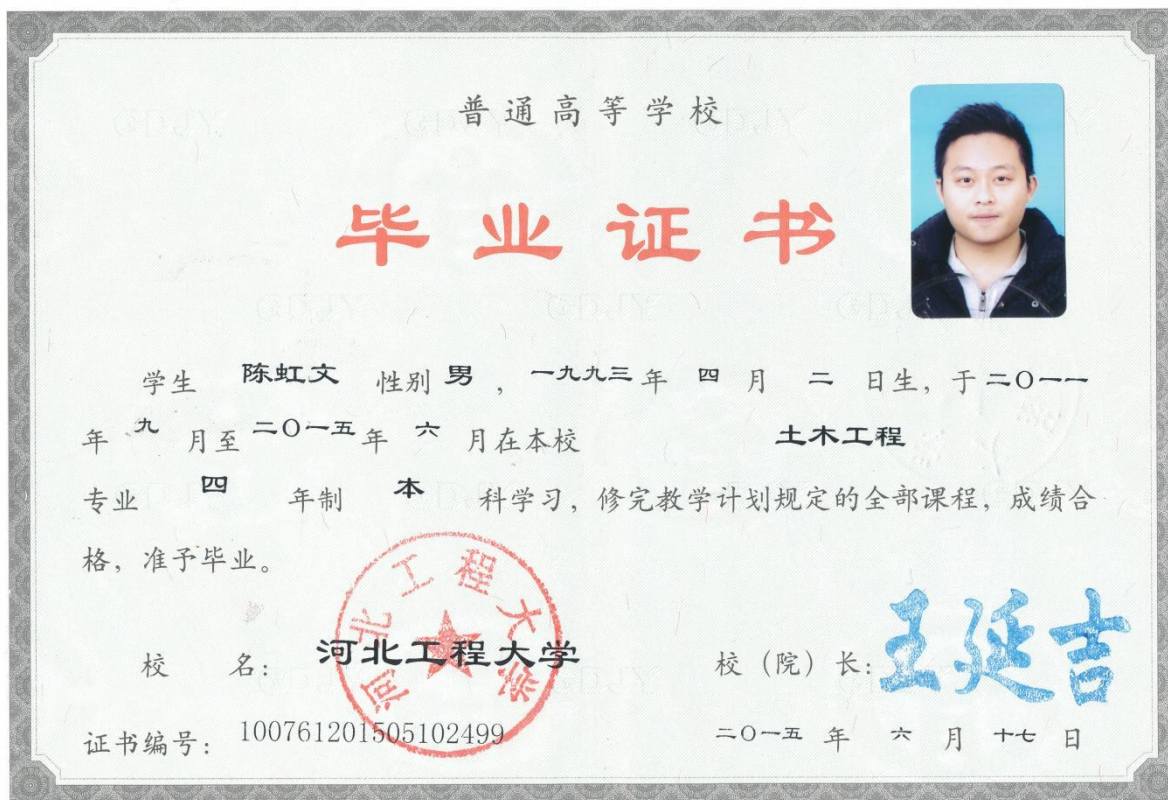 普通高等学校
毕业证书
学生 陈虹文 性别 男 ，一九九三 年 四 月 二 日生，于 二〇一一
年 九 月至 二〇一五 年 六 月在本校 土木工程
专业 四 年制 本 科学习，修完教学计划规定的全部课程，成绩合
格，准予毕业。
河北工程大学
校 名： 河北工程大学
校（院）长： 王延吉
证书编号： 100761201505102499
二〇一五 年 六 月 十七 日